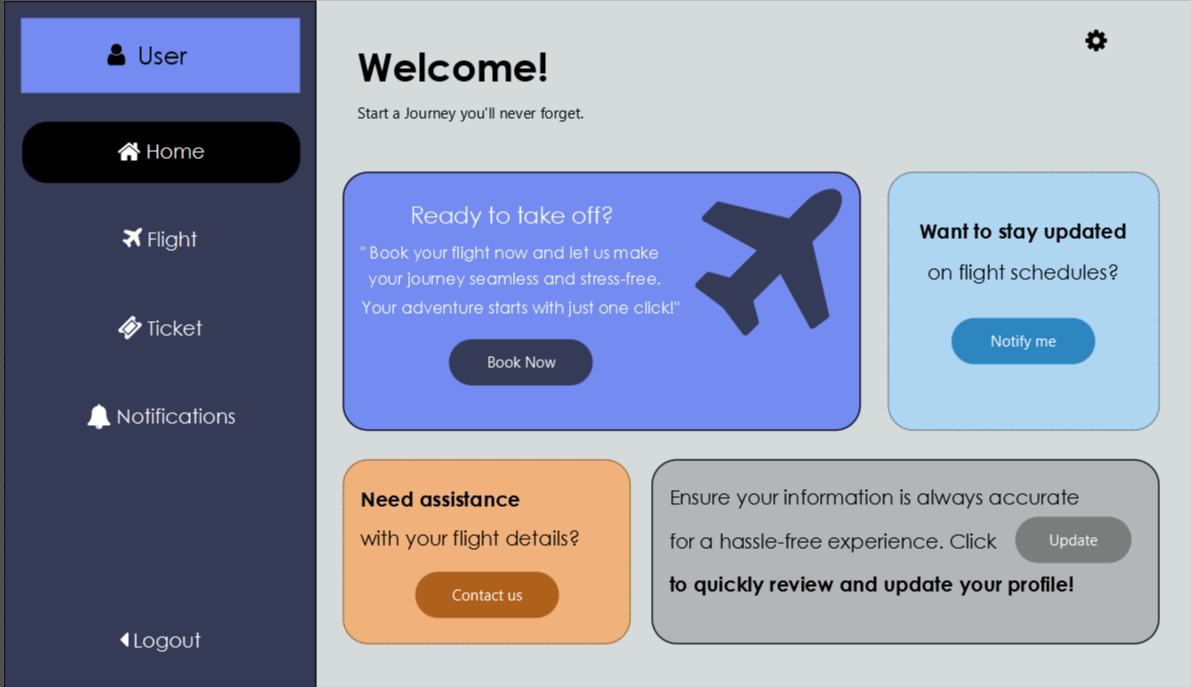 User
Home
Flight
Ticket
Notifications
Logout
Welcome!
Start a Journey you'll never forget.
Ready to take off?
" Book your flight now and let us make
your journey seamless and stress-free.
Your adventure starts with just one click!"
Book Now
Want to stay updated
on flight schedules?
Notify me
Need assistance
with your flight details?
Contact us
Ensure your information is always accurate
for a hassle-free experience. Click Update
to quickly review and update your profile!